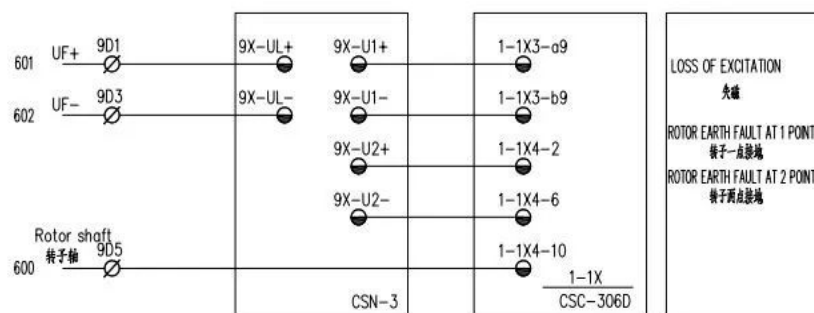 601 UF+ 9D1 9X-UL+ 9X-U1+ 1-1X3-a9
602 UF- 9D3 9X-UL- 9X-U1- 1-1X3-b9
9X-U2+ 1-1X4-2
9X-U2- 1-1X4-6
Rotor shaft
600 转子轴 9D5 1-1X4-10
1-1X
CSN-3 CSC-306D
LOSS OF EXCITATION
失磁
ROTOR EARTH FAULT AT 1 POINT
转子一点接地
ROTOR EARTH FAULT AT 2 POINT
转子两点接地